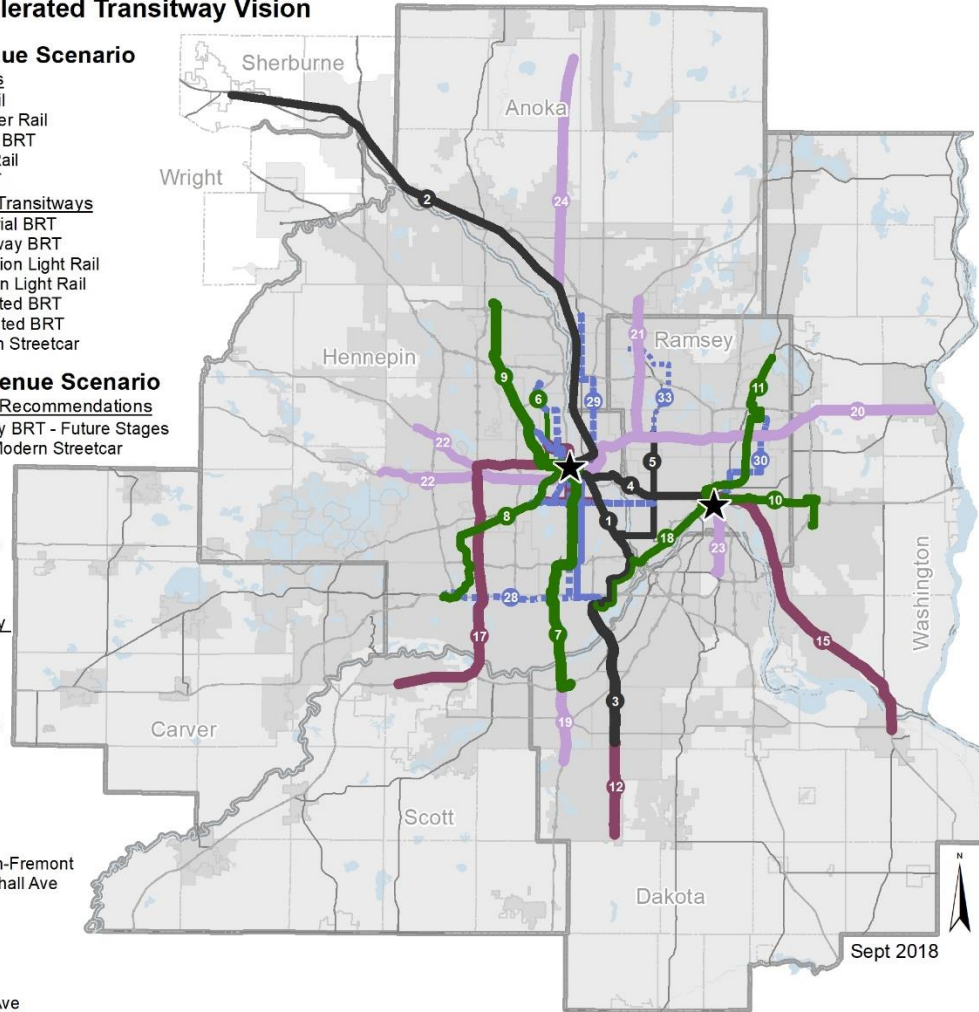 lerated Transitway Vision
ue Scenario
s
il
er Rail
BRT
Rail
Transitways
rial BRT
way BRT
ion Light Rail
n Light Rail
ted BRT
ted BRT
n Streetcar
enue Scenario
Recommendations
y BRT - Future Stages
Modern Streetcar
y
n-Fremont
hall Ave
Ave
Sherburne
Anoka
Wright
2
24
21
Ramsey
Hennepin
9
6
29
33
11
20
22
22
5
30
4
10
8
1
18
23
28
17
7
15
Washington
3
19
Carver
12
Scott
Dakota
N
Sept 2018